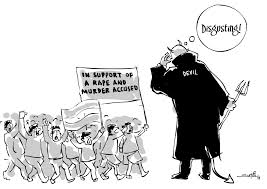 Disgusting!
IN SUPPORT OF
A RAPE AND
MURDER ACCUSED
DEVIL